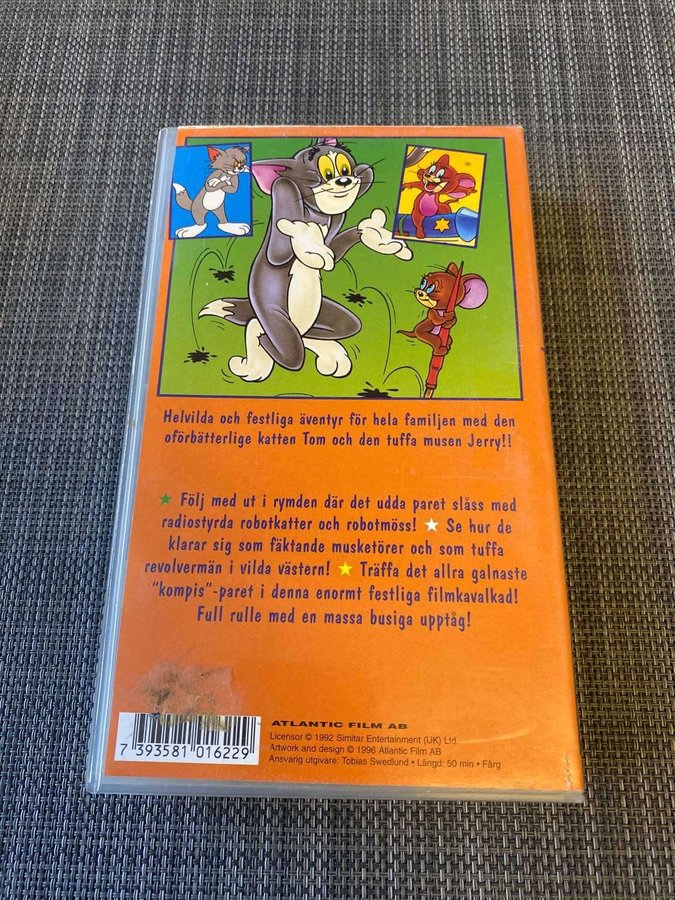 Helvilda och festliga äventyr för hela familjen med den
oförbätterlige katten Tom och den tuffa musen Jerry!!
★ Följ med ut i rymden där det udda paret slåss med
radiostyrda robotkatter och robotmöss! ★ Se hur de
klarar sig som fäktande musketörer och som tuffa
revolvermän i vilda västern! ★ Träffa det allra galnaste
"kompis"-paret i denna enormt festliga filmkavalkad!
Full rulle med en massa busiga upptåg!
ATLANTIC FILM AB
Licensor © 1992 Simitar Entertainment (UK) Ltd.
Artwork and design © 1996 Atlantic Film AB
Ansvarig utgivare: Tobias Swedlund • Längd: 50 min • Färg
7 393581 016229